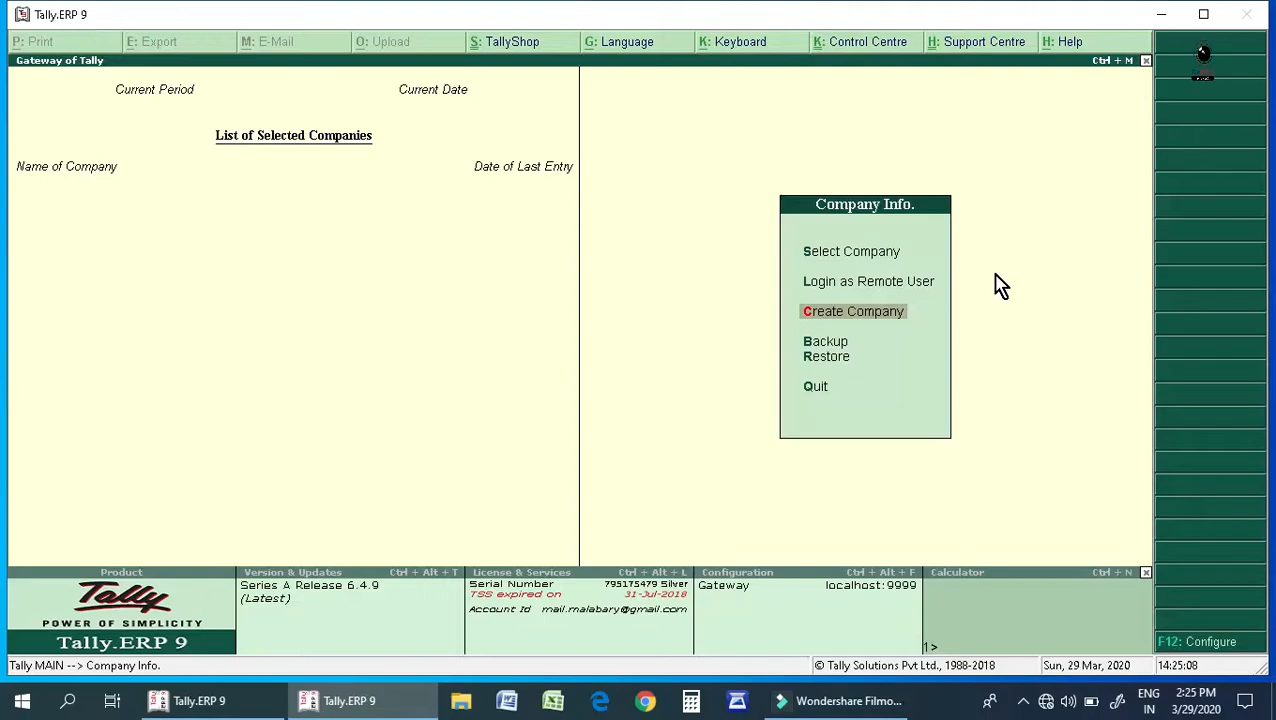 Tally.ERP 9
P: Print
E: Export
M: E-Mail
O: Upload
S: TallyShop
G: Language
K: Keyboard
K: Control Centre
H: Support Centre
H: Help
Gateway of Tally
Ctrl + M
Current Period
Current Date
List of Selected Companies
Name of Company
Date of Last Entry
Company Info.
Select Company
Login as Remote User
Create Company
Backup
Restore
Quit
Product
Tally
POWER OF SIMPLICITY
Tally.ERP 9
Version & Updates
Ctrl + Alt + T
Series A Release 6.4.9
(Latest)
License & Services
Ctrl + Alt + L
Serial Number
795175479 Silver
TSS expired on
31-Jul-2018
Account Id
mail.malabary@gmail.com
Configuration
Ctrl + Alt + F
Gateway
localhost:9999
Calculator
Ctrl + N
1>
F12: Configure
Tally MAIN --> Company Info.
© Tally Solutions Pvt Ltd., 1988-2018
Sun, 29 Mar, 2020
14:25:08
Tally.ERP 9
Tally.ERP 9
Wondershare Filmo...
ENG
IN
2:25 PM
3/29/2020